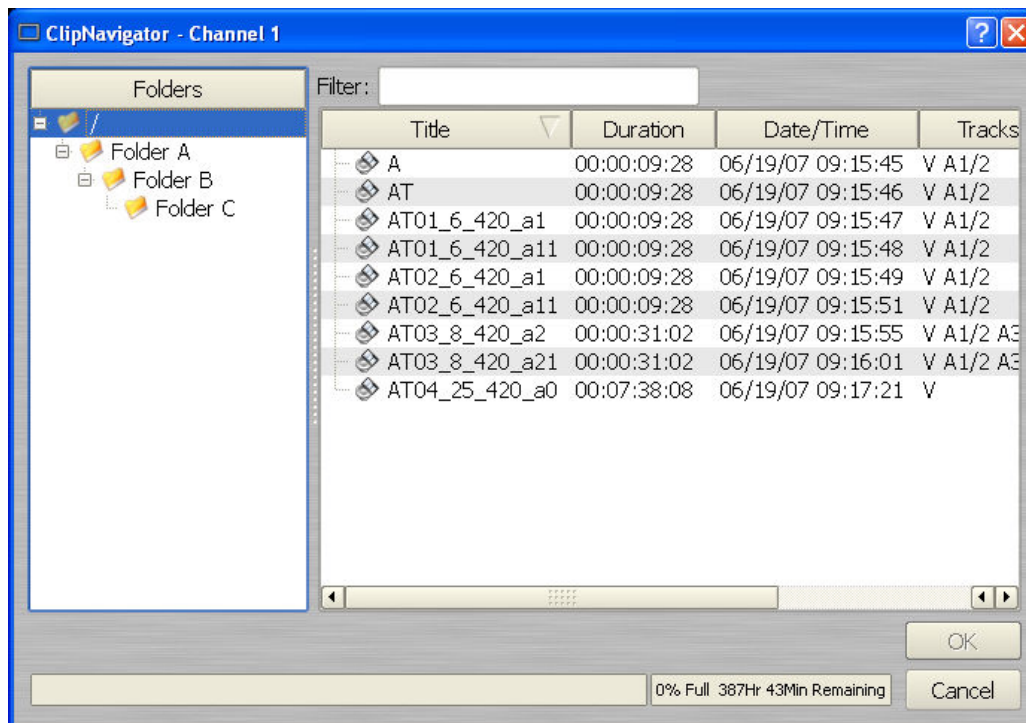 ClipNavigator - Channel 1
Folders
/
Folder A
Folder B
Folder C
Filter:
Title Duration Date/Time Tracks
A 00:00:09:28 06/19/07 09:15:45 V A1/2
AT 00:00:09:28 06/19/07 09:15:46 V A1/2
AT01_6_420_a1 00:00:09:28 06/19/07 09:15:47 V A1/2
AT01_6_420_a11 00:00:09:28 06/19/07 09:15:48 V A1/2
AT02_6_420_a1 00:00:09:28 06/19/07 09:15:49 V A1/2
AT02_6_420_a11 00:00:09:28 06/19/07 09:15:51 V A1/2
AT03_8_420_a2 00:00:31:02 06/19/07 09:15:55 V A1/2 A3
AT03_8_420_a21 00:00:31:02 06/19/07 09:16:01 V A1/2 A3
AT04_25_420_a0 00:07:38:08 06/19/07 09:17:21 V
OK
0% Full 387Hr 43Min Remaining
Cancel